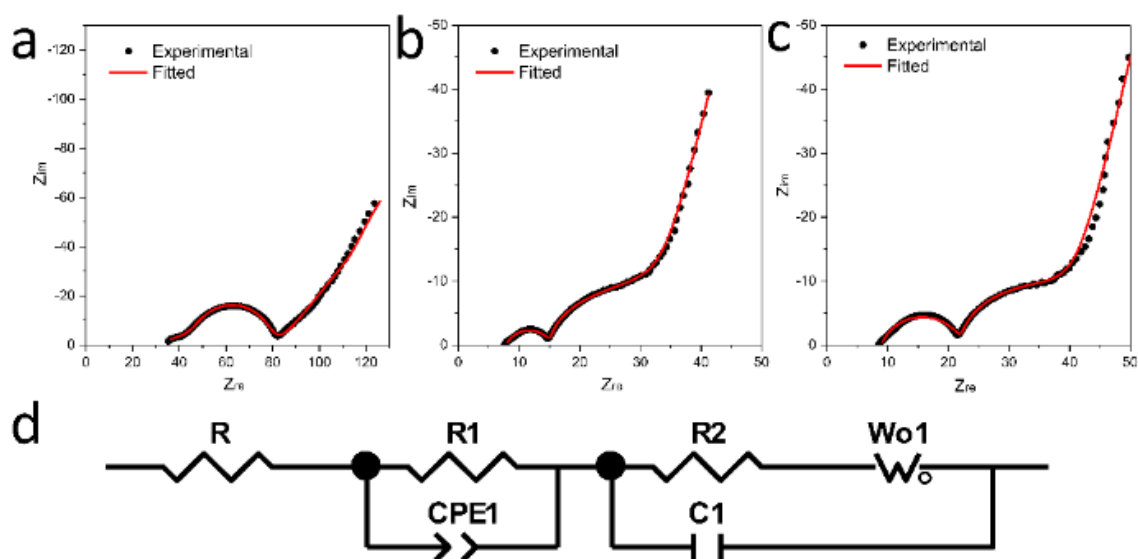 a
-120
-100
-80
-60
-40
-20
0
Zim
Experimental
Fitted
0 20 40 60 80 100 120
Zre
b
-50
-40
-30
-20
-10
0
Zim
Experimental
Fitted
0 10 20 30 40 50
Zre
c
-50
-40
-30
-20
-10
0
Zim
Experimental
Fitted
0 10 20 30 40 50
Zre
d
R R1 R2 Wo1
CPE1 C1